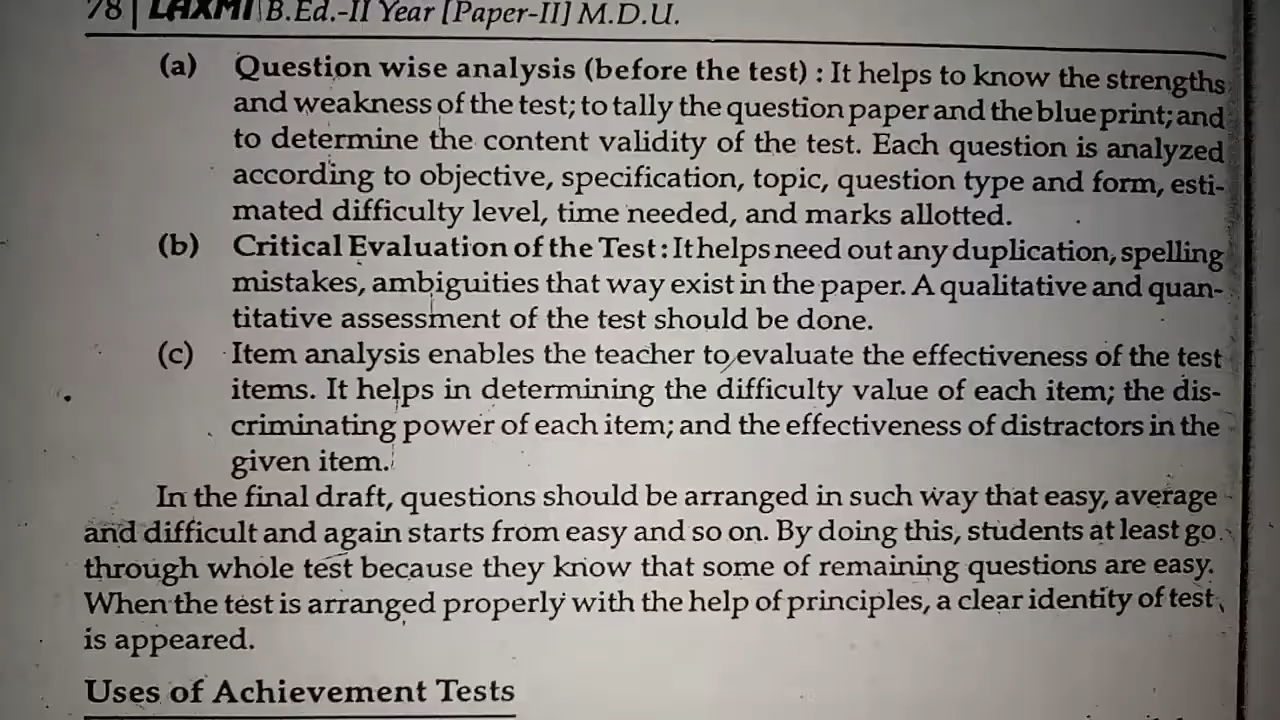 78 | LAXMI B.Ed.-II Year [Paper-II] M.D.U.
(a) Question wise analysis (before the test) : It helps to know the strengths
and weakness of the test; to tally the question paper and the blue print; and
to determine the content validity of the test. Each question is analyzed
according to objective, specification, topic, question type and form, esti-
mated difficulty level, time needed, and marks allotted.
(b) Critical Evaluation of the Test : It helps need out any duplication, spelling
mistakes, ambiguities that way exist in the paper. A qualitative and quan-
titative assessment of the test should be done.
(c) Item analysis enables the teacher to evaluate the effectiveness of the test
items. It helps in determining the difficulty value of each item; the dis-
criminating power of each item; and the effectiveness of distractors in the
given item.
In the final draft, questions should be arranged in such way that easy, average
and difficult and again starts from easy and so on. By doing this, students at least go
through whole test because they know that some of remaining questions are easy.
When the test is arranged properly with the help of principles, a clear identity of test
is appeared.
Uses of Achievement Tests